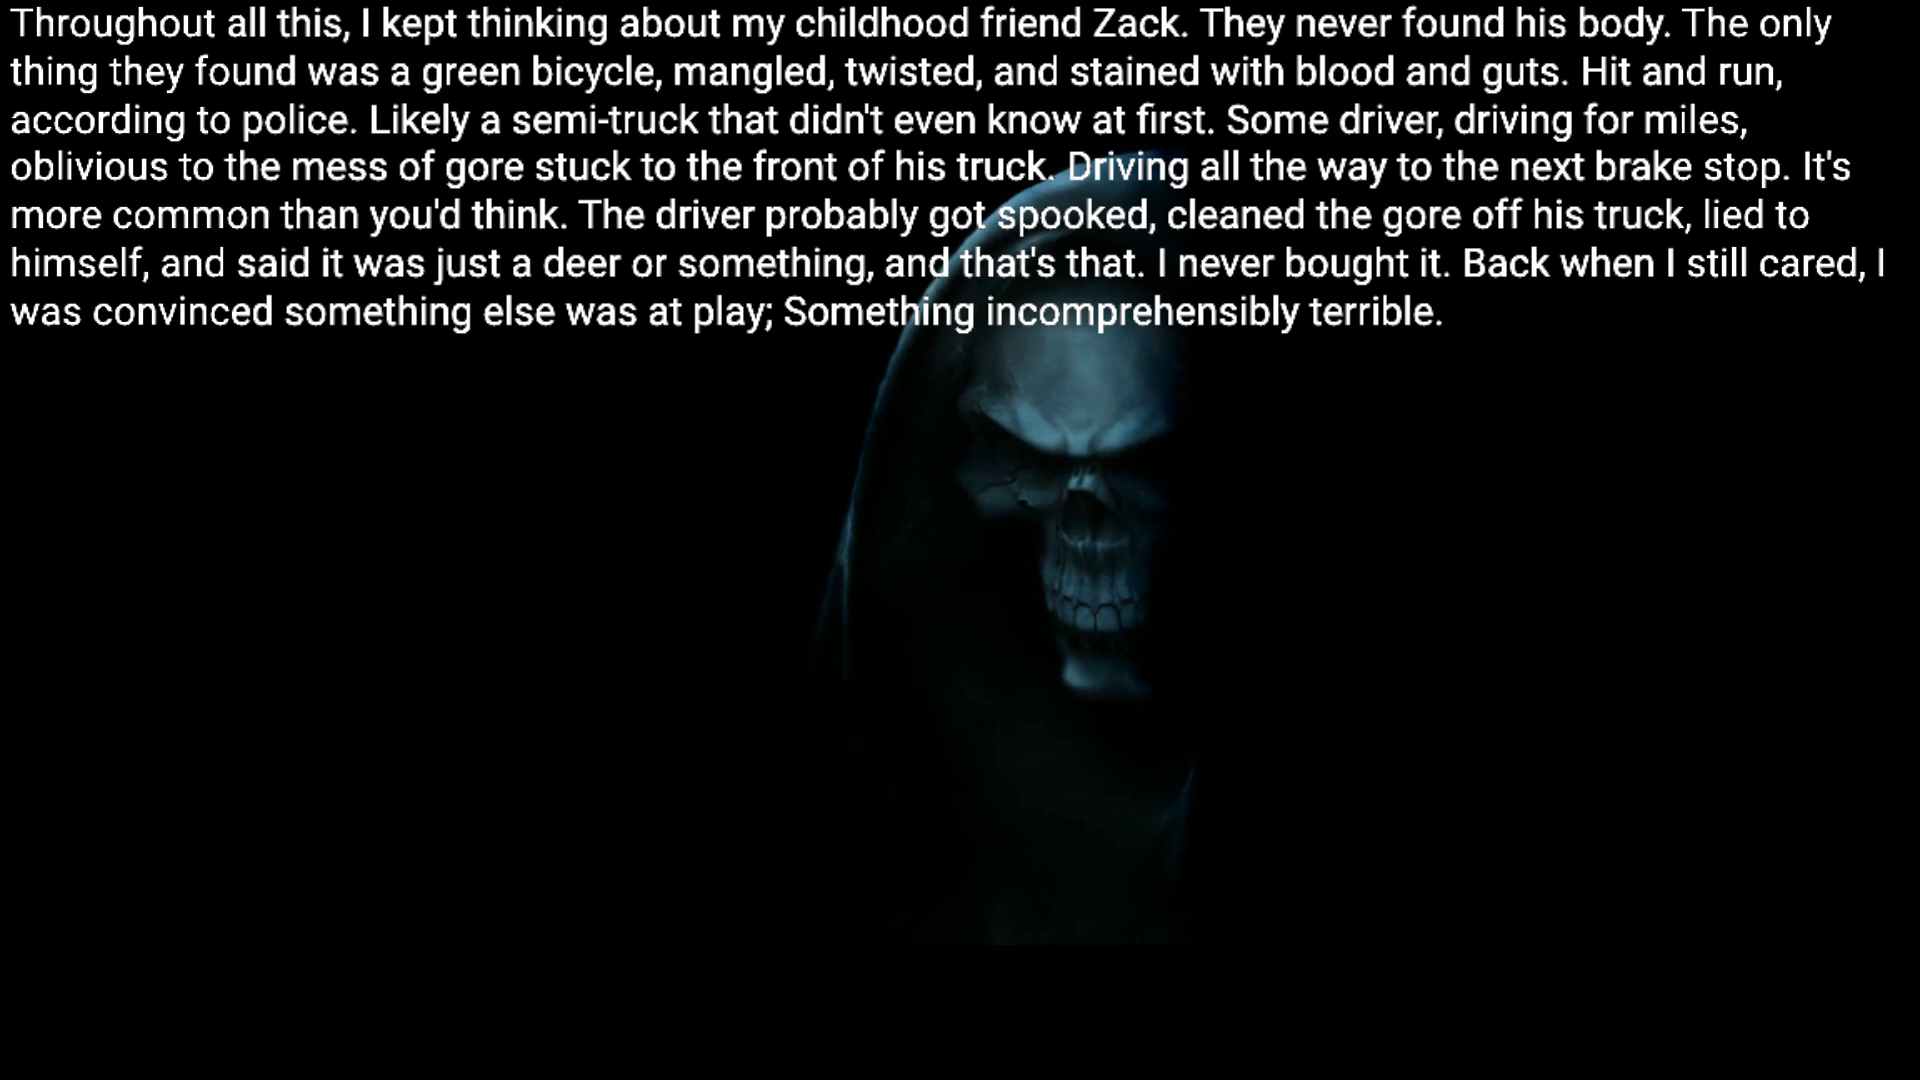 Throughout all this, I kept thinking about my childhood friend Zack. They never found his body. The only
thing they found was a green bicycle, mangled, twisted, and stained with blood and guts. Hit and run,
according to police. Likely a semi-truck that didn't even know at first. Some driver, driving for miles,
oblivious to the mess of gore stuck to the front of his truck. Driving all the way to the next brake stop. It's
more common than you'd think. The driver probably got spooked, cleaned the gore off his truck, lied to
himself, and said it was just a deer or something, and that's that. I never bought it. Back when I still cared, I
was convinced something else was at play; Something incomprehensibly terrible.